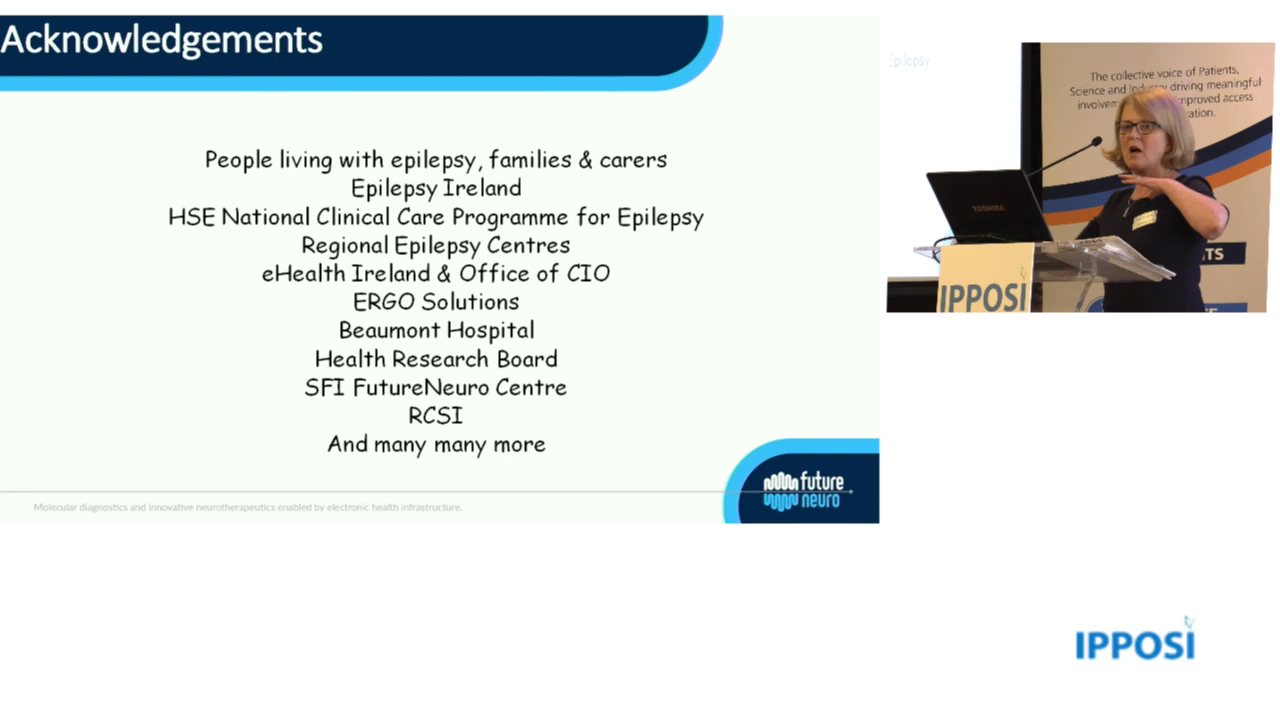 Acknowledgements
People living with epilepsy, families & carers
Epilepsy Ireland
HSE National Clinical Care Programme for Epilepsy
Regional Epilepsy Centres
eHealth Ireland & Office of CIO
ERGO Solutions
Beaumont Hospital
Health Research Board
SFI FutureNeuro Centre
RCSI
And many many more
future
neuro
Molecular diagnostics and innovative neurotherapeutics enabled by electronic health infrastructure.
Epilepsy
The collective voice of Patients,
Science and driving meaningful
improved access
TOSHIBA
IPPOSI
IPPOSI